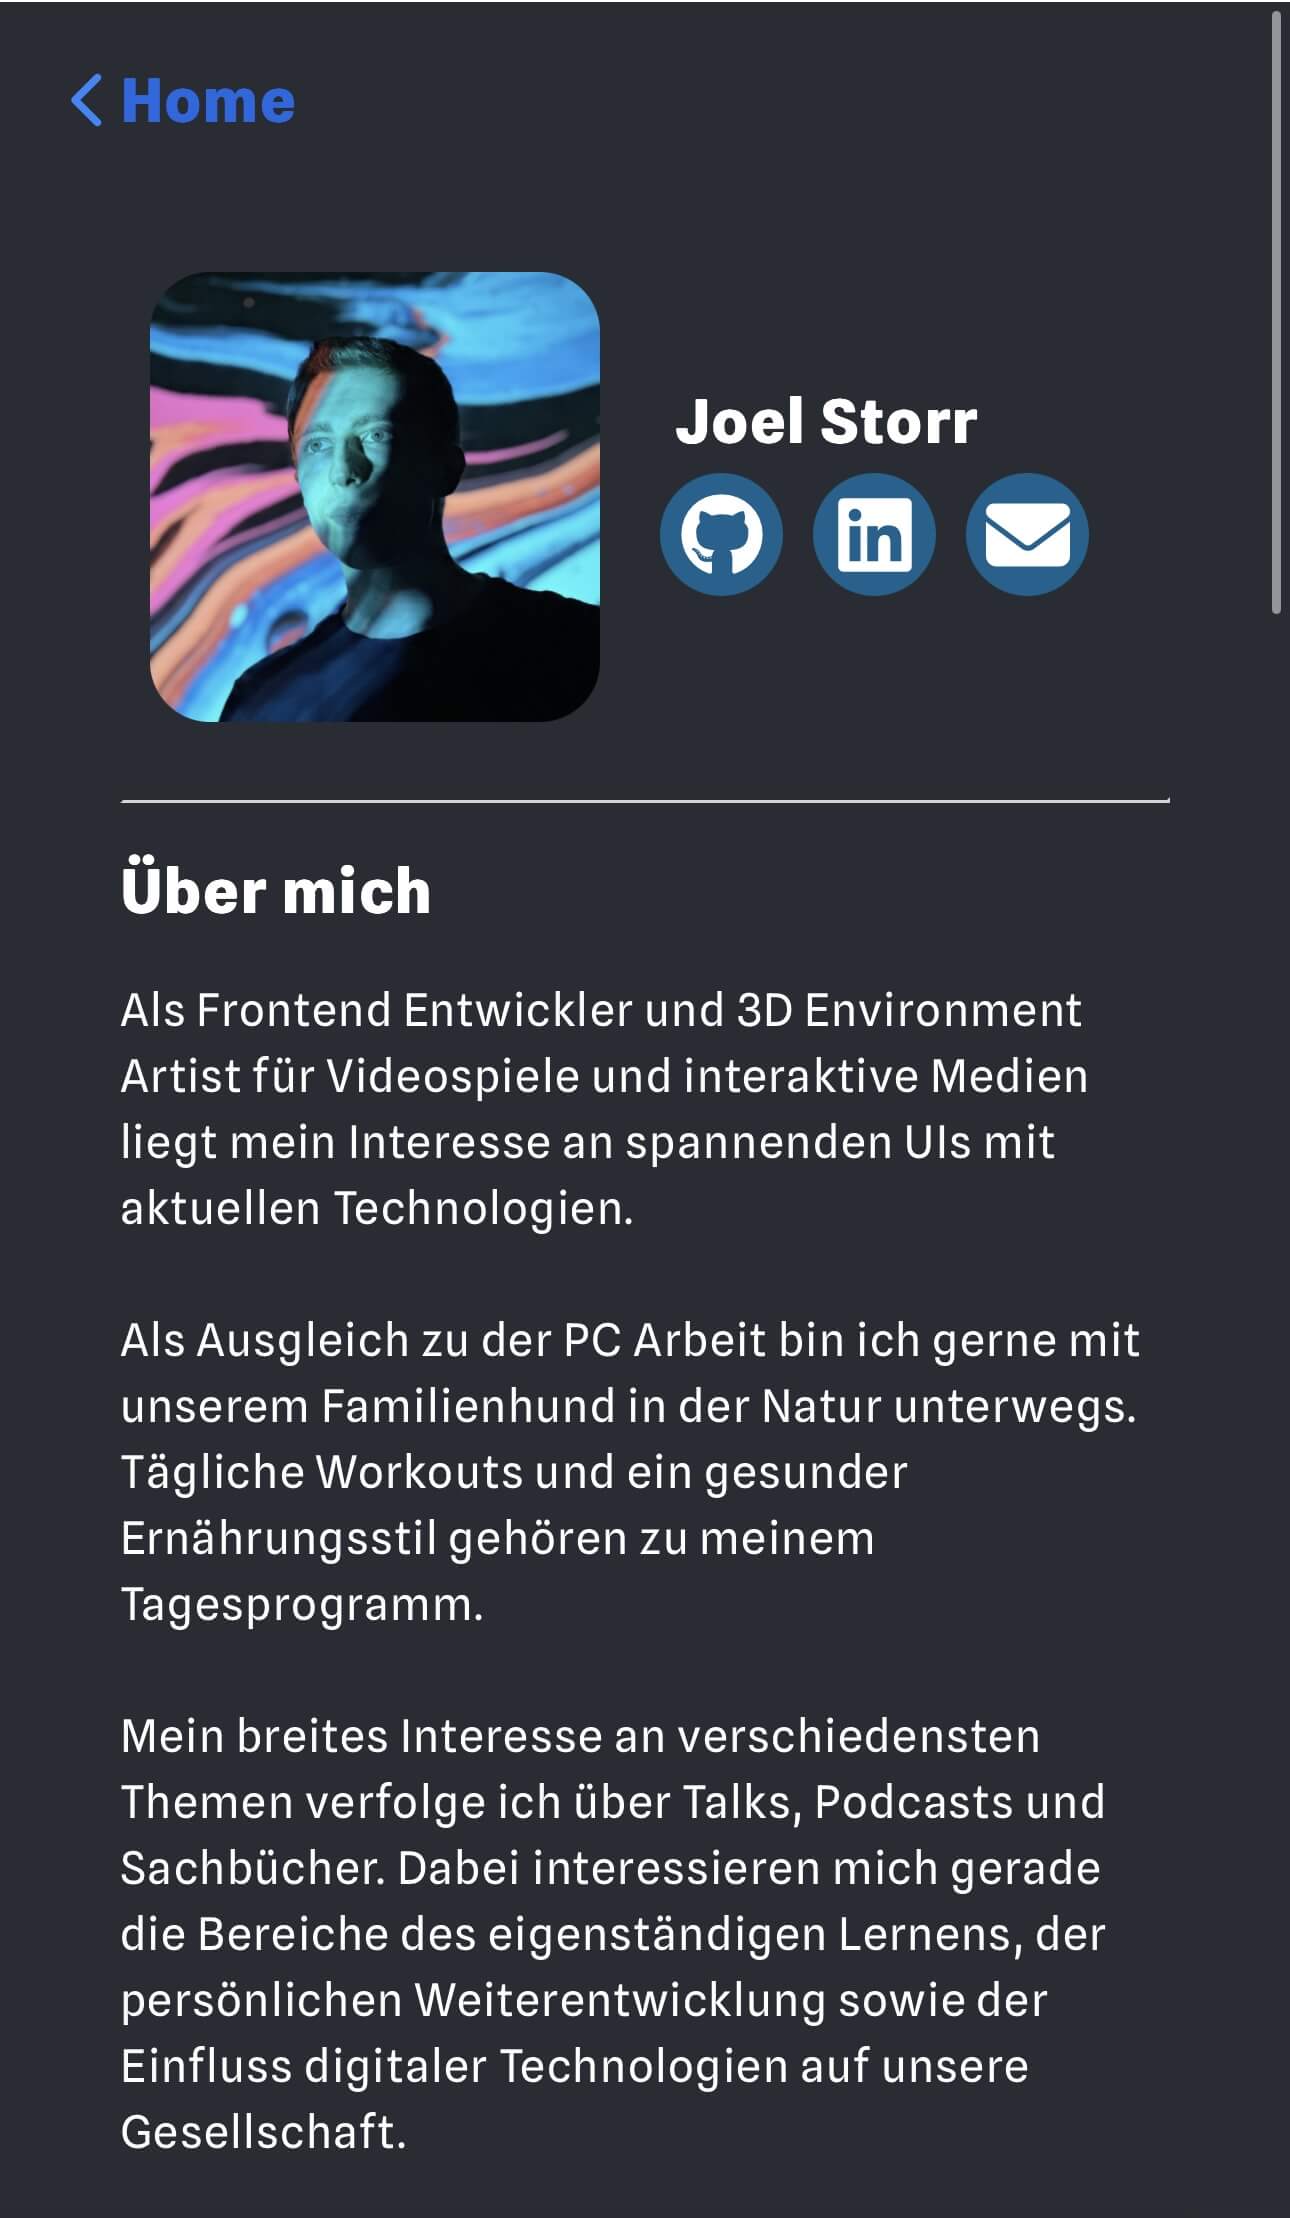 Home
Joel Storr
in
Über mich
Als Frontend Entwickler und 3D Environment
Artist für Videospiele und interaktive Medien
liegt mein Interesse an spannenden UIs mit
aktuellen Technologien.
Als Ausgleich zu der PC Arbeit bin ich gerne mit
unserem Familienhund in der Natur unterwegs.
Tägliche Workouts und ein gesunder
Ernährungsstil gehören zu meinem
Tagesprogramm.
Mein breites Interesse an verschiedensten
Themen verfolge ich über Talks, Podcasts und
Sachbücher. Dabei interessieren mich gerade
die Bereiche des eigenständigen Lernens, der
persönlichen Weiterentwicklung sowie der
Einfluss digitaler Technologien auf unsere
Gesellschaft.